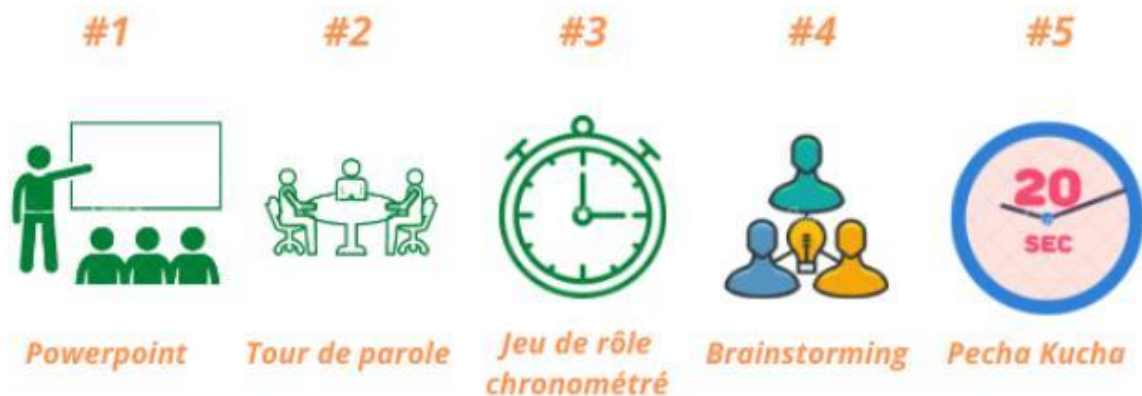 #1 #2 #3 #4 #5
20
SEC
Powerpoint
Tour de parole
Jeu de rôle
chronométré
Brainstorming
Pecha Kucha